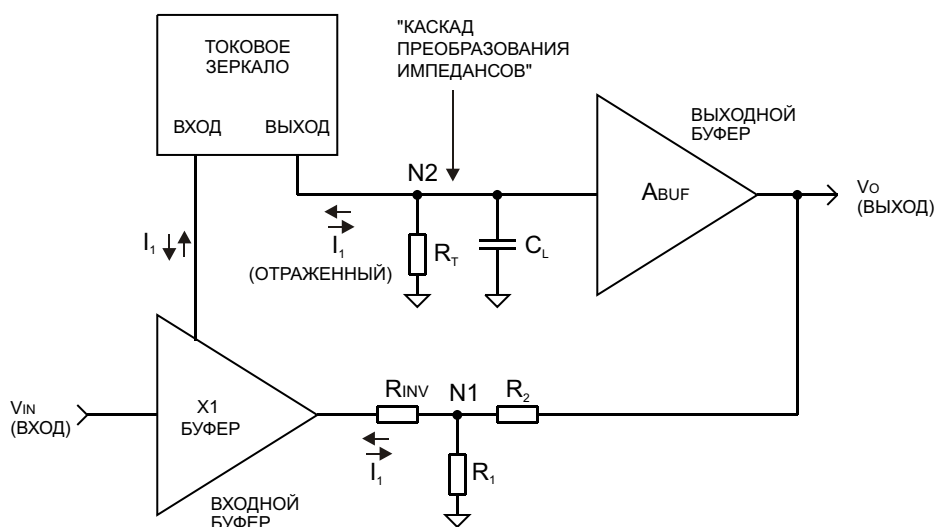 ТОКОВОЕ
ЗЕРКАЛО
ВХОД
ВЫХОД
"КАСКАД
ПРЕОБРАЗОВАНИЯ
ИМПЕДАНСОВ"
ВЫХОДНОЙ
БУФЕР
N2
ABUF
VO
(ВЫХОД)
I1
I1
(ОТРАЖЕННЫЙ)
RT
CL
VIN
(ВХОД)
X1
БУФЕР
RINV
N1
R2
I1
R1
ВХОДНОЙ
БУФЕР